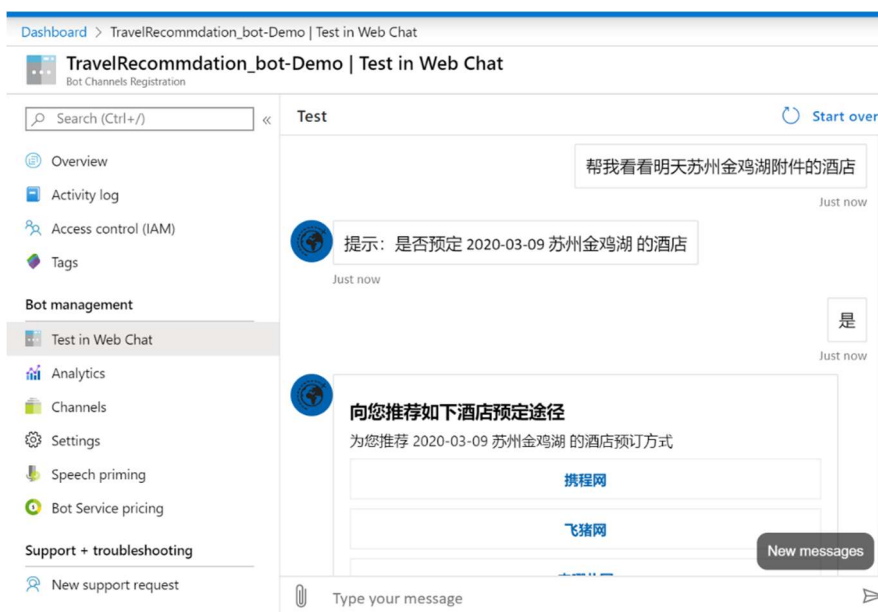 Dashboard > TravelRecommdation_bot-Demo | Test in Web Chat
TravelRecommdation_bot-Demo | Test in Web Chat
Bot Channels Registration
Search (Ctrl+/)
«
Overview
Activity log
Access control (IAM)
Tags
Bot management
Test in Web Chat
Analytics
Channels
Settings
Speech priming
Bot Service pricing
Support + troubleshooting
New support request
Test
Start over
帮我看看明天苏州金鸡湖附件的酒店
Just now
提示：是否预定 2020-03-09 苏州金鸡湖 的酒店
Just now
是
Just now
向您推荐如下酒店预定途径
为您推荐 2020-03-09 苏州金鸡湖 的酒店预订方式
携程网
飞猪网
New messages
Type your message